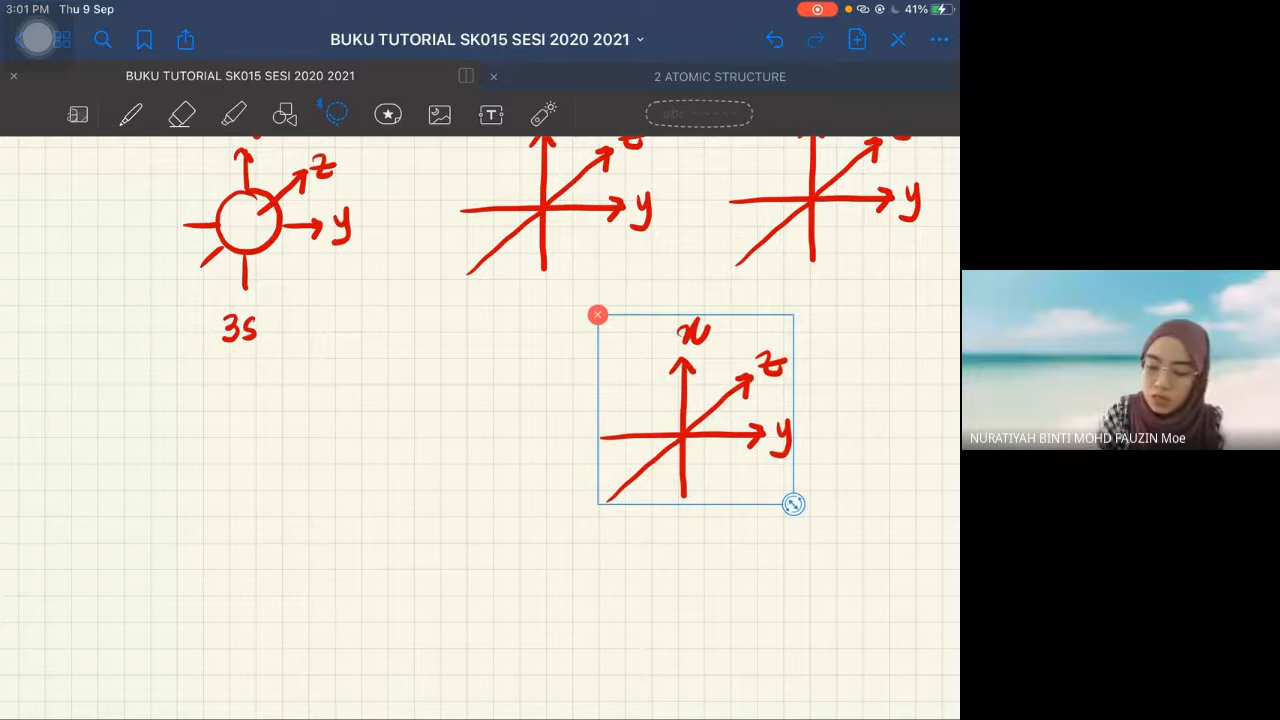 3:01 PM Thu 9 Sep
41%
BUKU TUTORIAL SK015 SESI 2020 2021
BUKU TUTORIAL SK015 SESI 2020 2021
2 ATOMIC STRUCTURE
T
abc
z
y
z
y
z
y
3s
x
z
y
NURATIYAH BINTI MOHD FAUZIN Moe